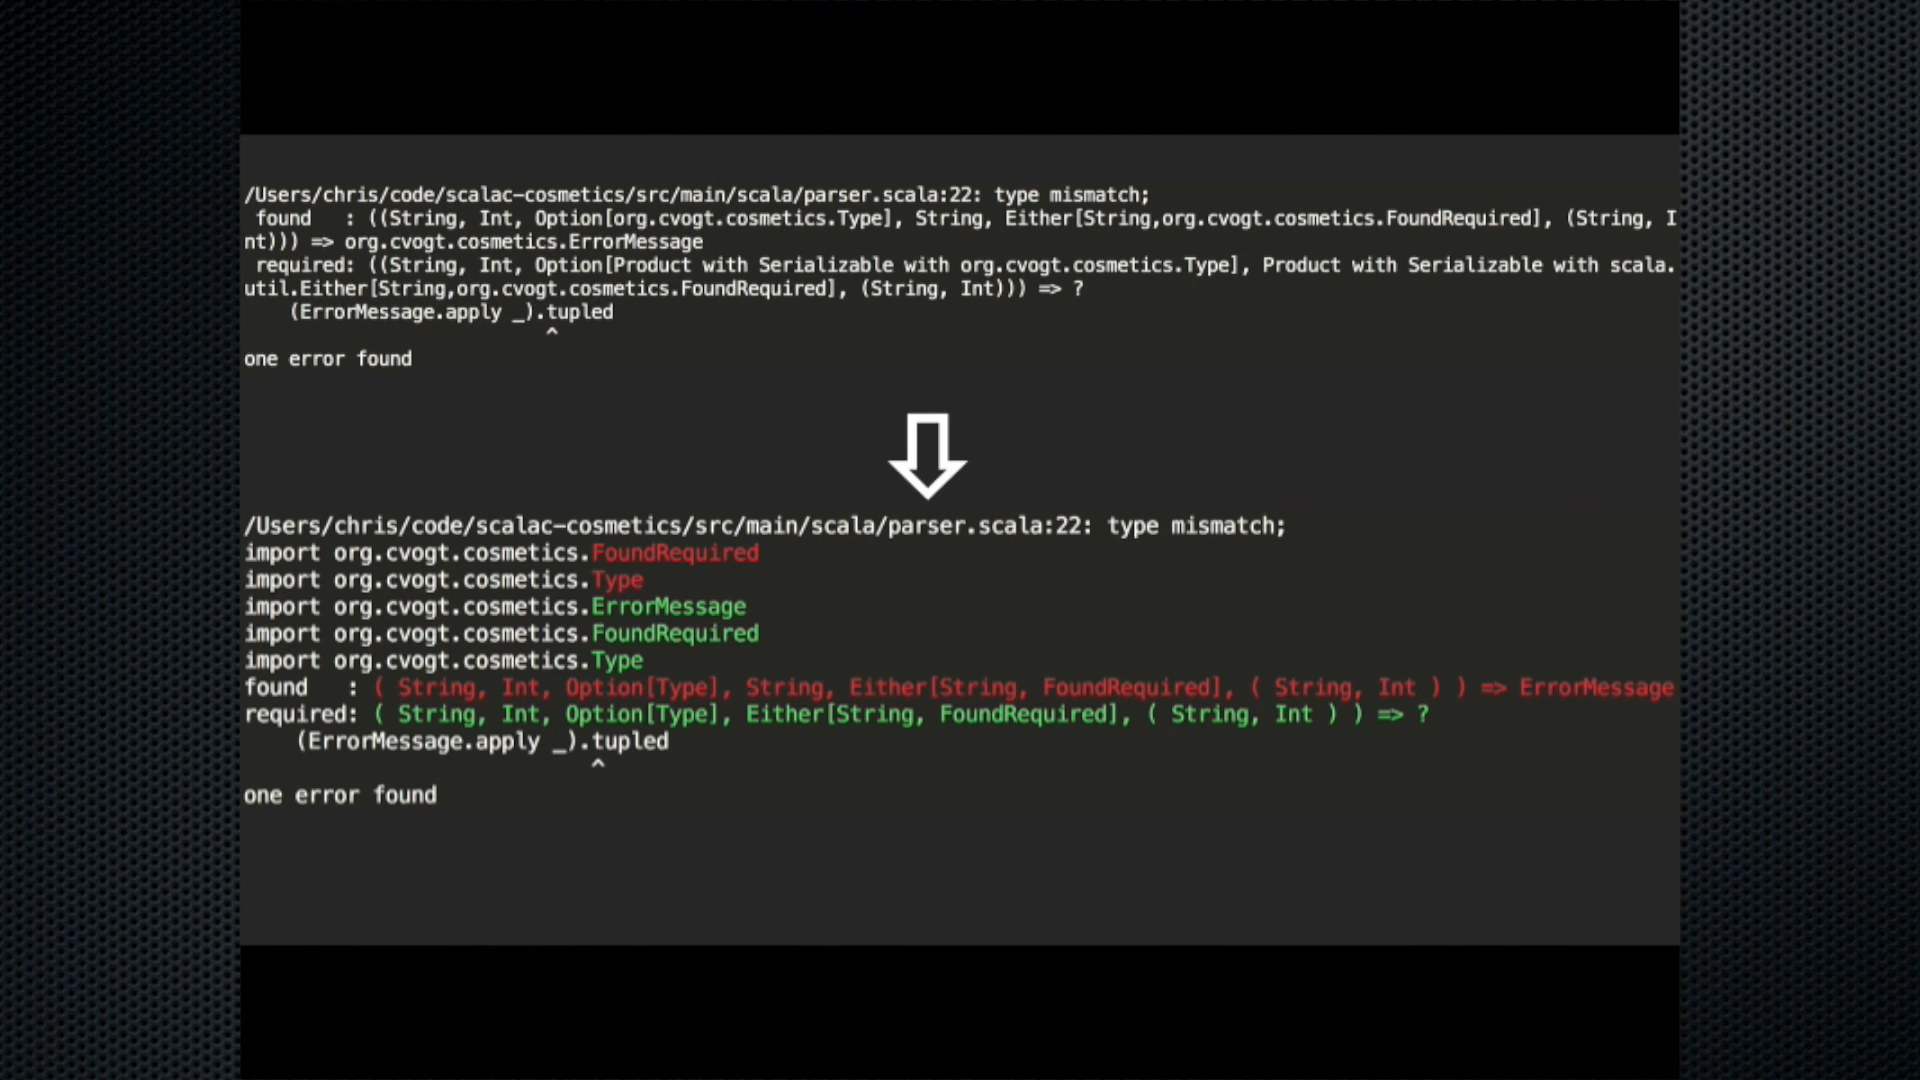 /Users/chris/code/scalac-cosmetics/src/main/scala/parser.scala:22: type mismatch;
 found   : ((String, Int, Option[org.cvogt.cosmetics.Type], String, Either[String,org.cvogt.cosmetics.FoundRequired], (String, I
nt))) => org.cvogt.cosmetics.ErrorMessage
 required: ((String, Int, Option[Product with Serializable with org.cvogt.cosmetics.Type], Product with Serializable with scala.
util.Either[String,org.cvogt.cosmetics.FoundRequired], (String, Int))) => ?
    (ErrorMessage.apply _).tupled
                           ^
one error found
/Users/chris/code/scalac-cosmetics/src/main/scala/parser.scala:22: type mismatch;
import org.cvogt.cosmetics.FoundRequired
import org.cvogt.cosmetics.Type
import org.cvogt.cosmetics.ErrorMessage
import org.cvogt.cosmetics.FoundRequired
import org.cvogt.cosmetics.Type
found   : ( String, Int, Option[Type], String, Either[String, FoundRequired], ( String, Int ) ) => ErrorMessage
required: ( String, Int, Option[Type], Either[String, FoundRequired], ( String, Int ) ) => ?
    (ErrorMessage.apply _).tupled
                           ^
one error found